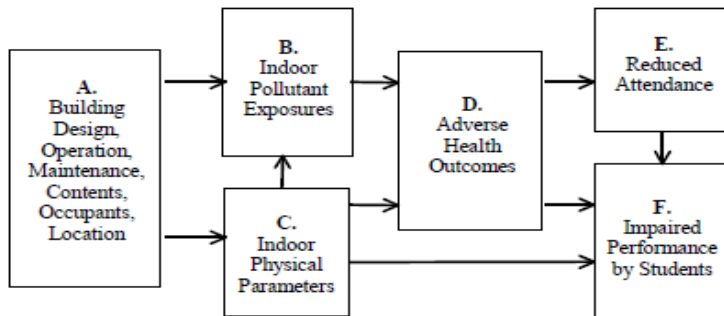 A.
Building
Design,
Operation,
Maintenance,
Contents,
Occupants,
Location
B.
Indoor
Pollutant
Exposures
C.
Indoor
Physical
Parameters
D.
Adverse
Health
Outcomes
E.
Reduced
Attendance
F.
Impaired
Performance
by Students